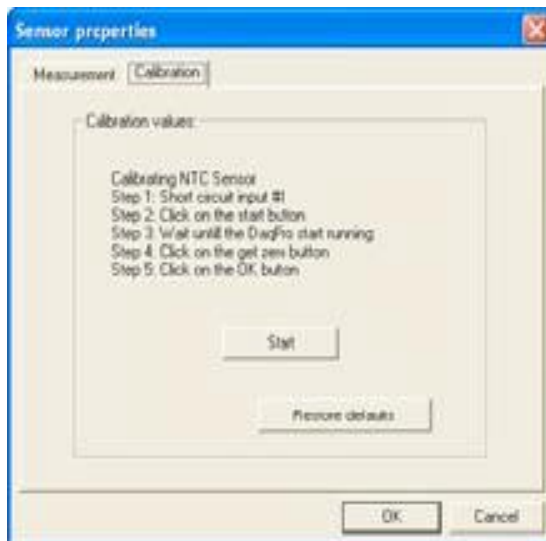 Sensor properties
Measurement Calibration
Calibration values:
Calibrating NTC Sensor
Step 1: Short circuit input #1
Step 2: Click on the start button
Step 3: Wait untill the DaqPro start running
Step 4: Click on the get zero button
Step 5: Click on the OK button
Start
Restore defaults
OK Cancel